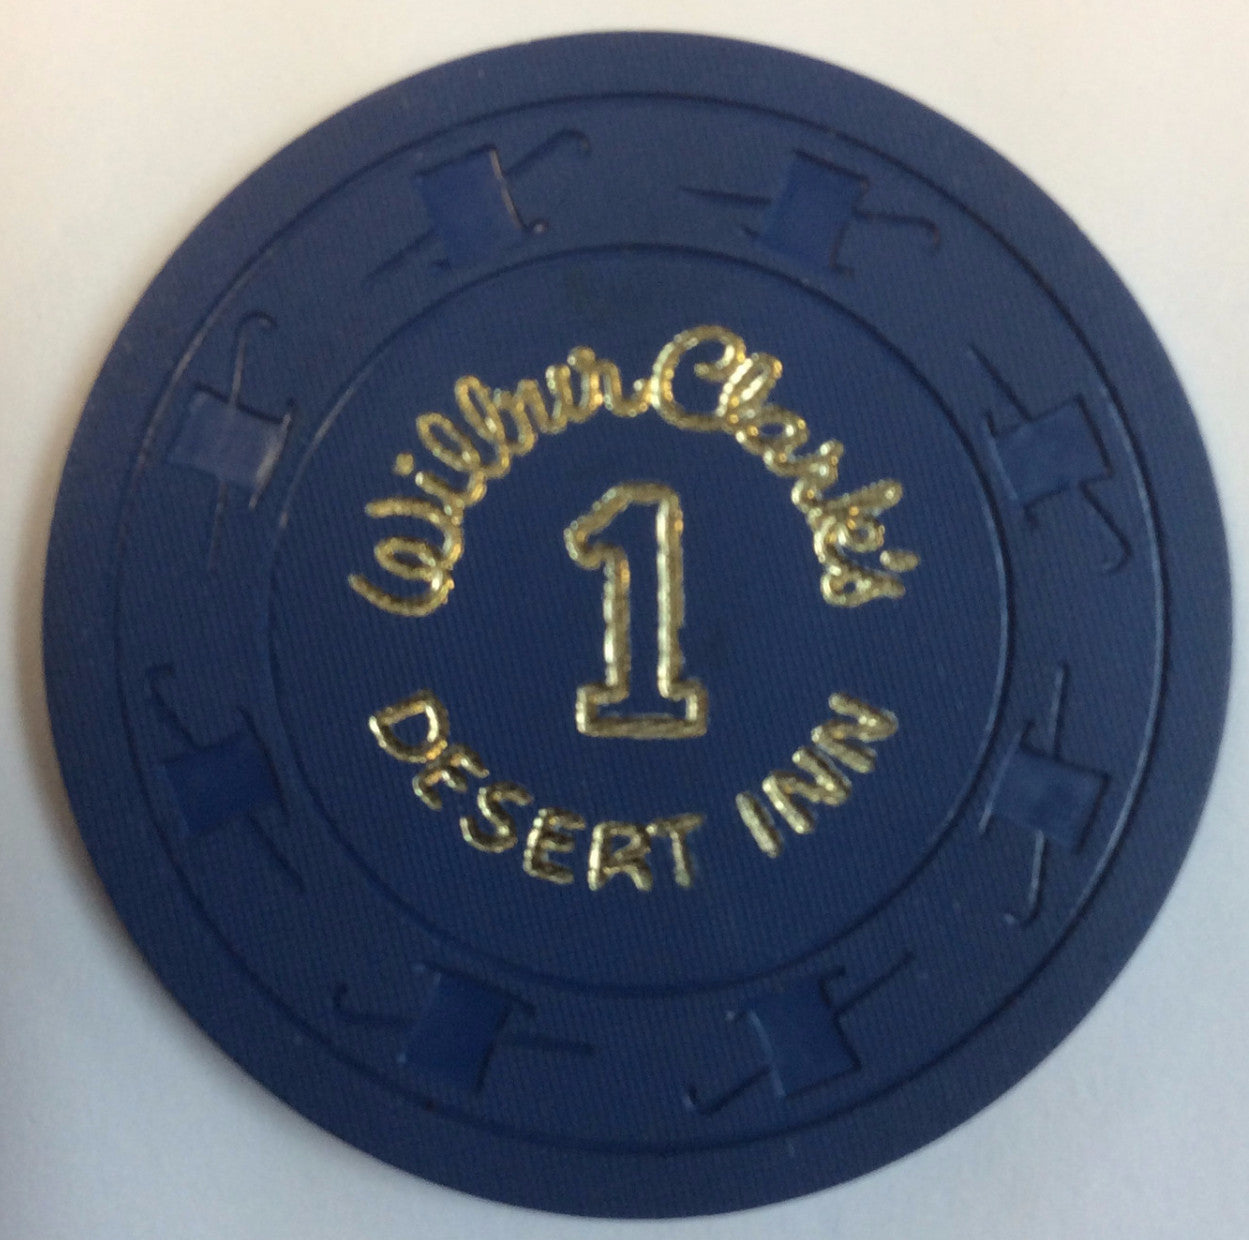 Wilbur Clark's
1
DESERT INN